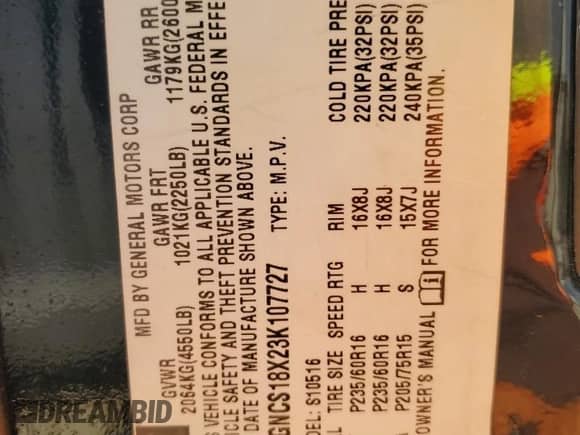 MFD BY GENERAL MOTORS CORP
GVWR GAWR FRT GAWR RR
2064KG(4550LB) 1021KG(2250LB) 1179KG(2600
S VEHICLE CONFORMS TO ALL APPLICABLE U.S. FEDERAL M
ICLE SAFETY AND THEFT PREVENTION STANDARDS IN EFFE
DATE OF MANUFACTURE SHOWN ABOVE.
GNCS18X23K107727 TYPE: M.P.V.
DEL: S10516
TIRE SIZE SPEED RTG RIM COLD TIRE PRE
P235/60R16 H 16X8J 220KPA(32PSI)
P235/60R16 H 16X8J 220KPA(32PSI)
P205/75R15 S 15X7J 240KPA(35PSI)
OWNER'S MANUAL FOR MORE INFORMATION.
DREAMBID